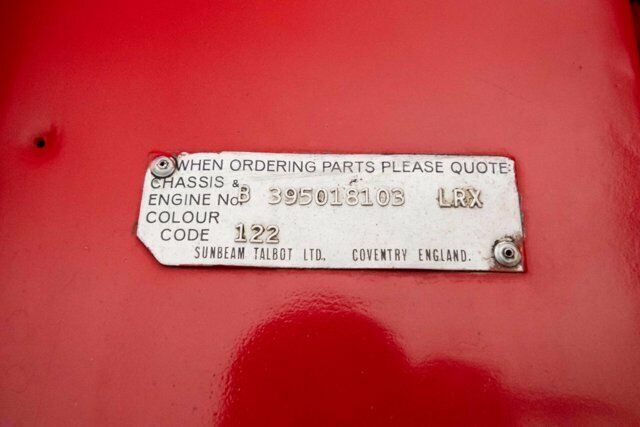 WHEN ORDERING PARTS PLEASE QUOTE:
CHASSIS &
ENGINE No B 395018103 LRX
COLOUR
CODE 122
SUNBEAM TALBOT LTD. COVENTRY ENGLAND.